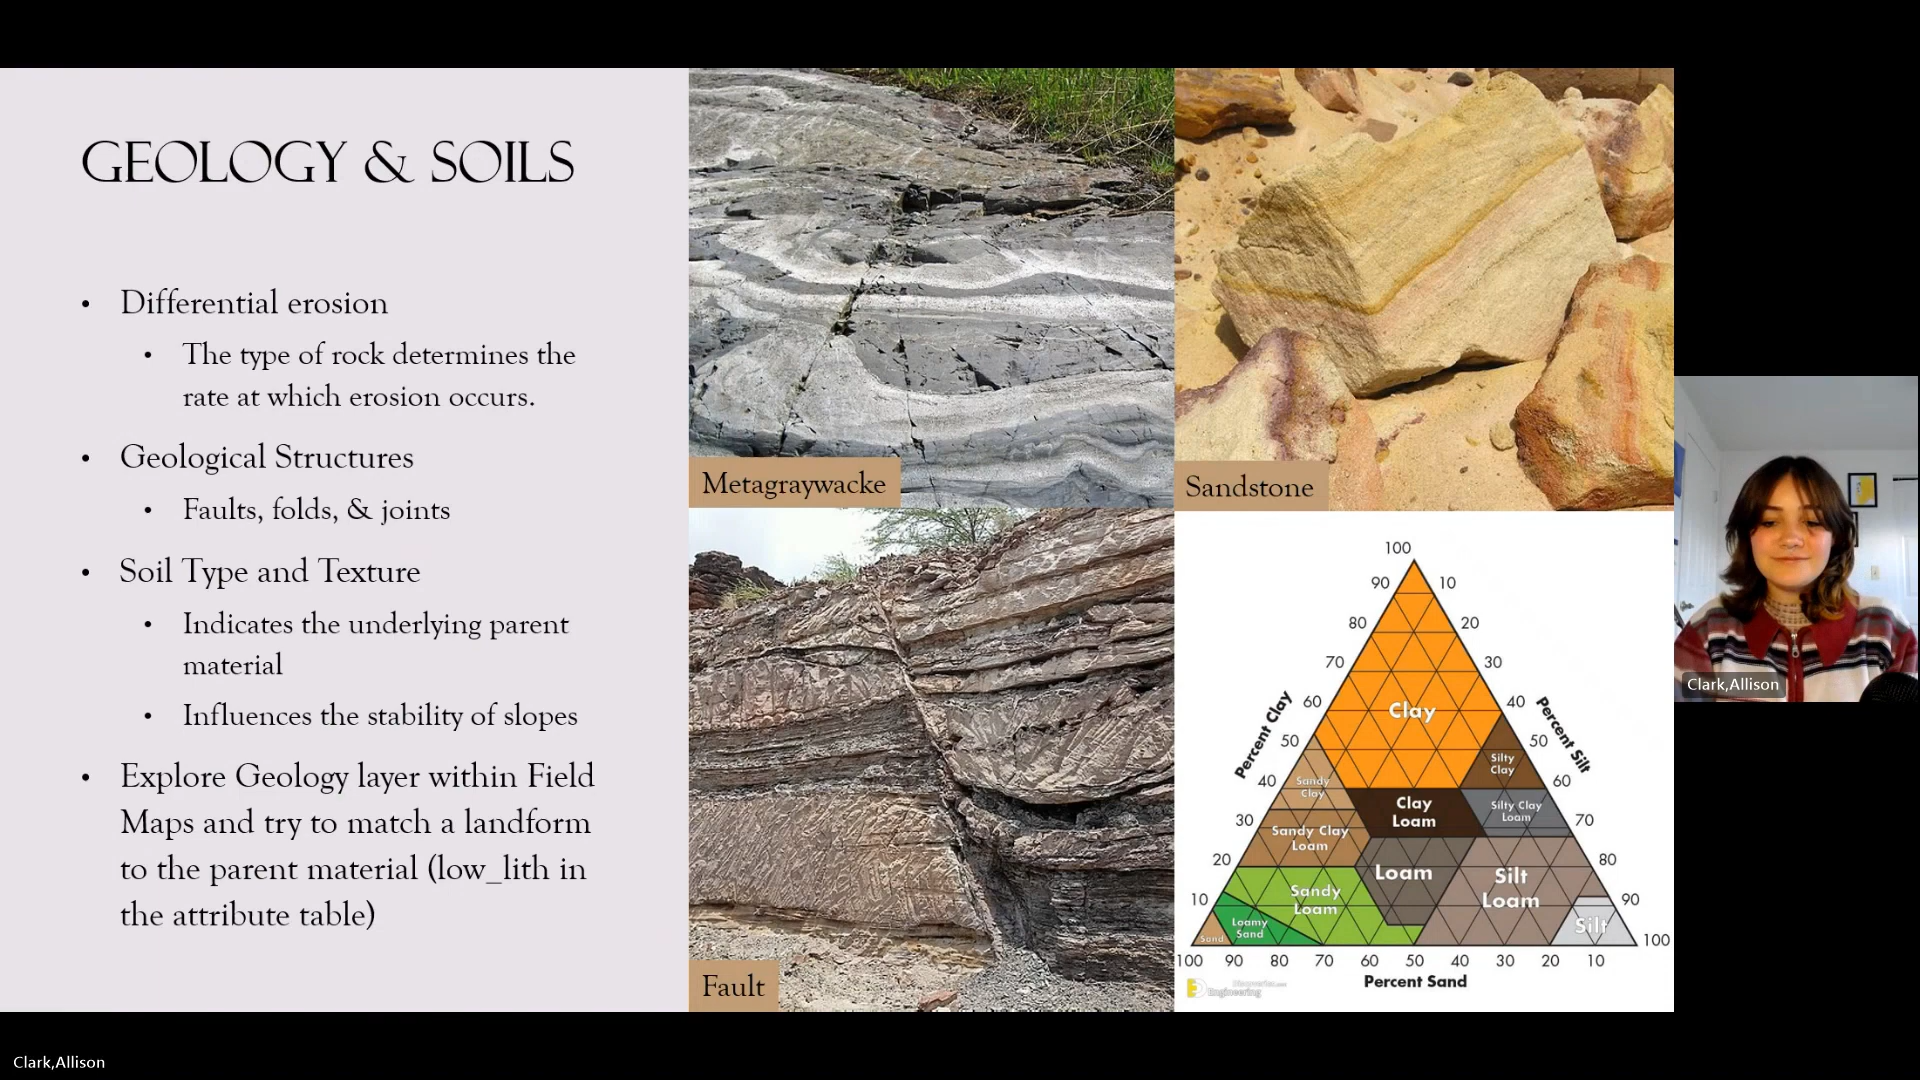 GEOLOGY & SOILS
• Differential erosion
• The type of rock determines the
rate at which erosion occurs.
• Geological Structures
• Faults, folds, & joints
• Soil Type and Texture
• Indicates the underlying parent
material
• Influences the stability of slopes
• Explore Geology layer within Field
Maps and try to match a landform
to the parent material (low_lith in
the attribute table)
Metagraywacke
Sandstone
Fault
100
90 10
80 20
70 30
60 40
50 50
40 60
30 70
20 80
10 90
100
Percent Clay
Percent Silt
Clay
Silty
Clay
Sandy
Clay
Clay
Loam
Silty Clay
Loam
Sandy Clay
Loam
Loam
Silt
Loam
Sandy
Loam
Loamy
Sand
Sand
Silt
100 90 80 70 60 50 40 30 20 10
Percent Sand
Engineering
Clark,Allison
Clark,Allison